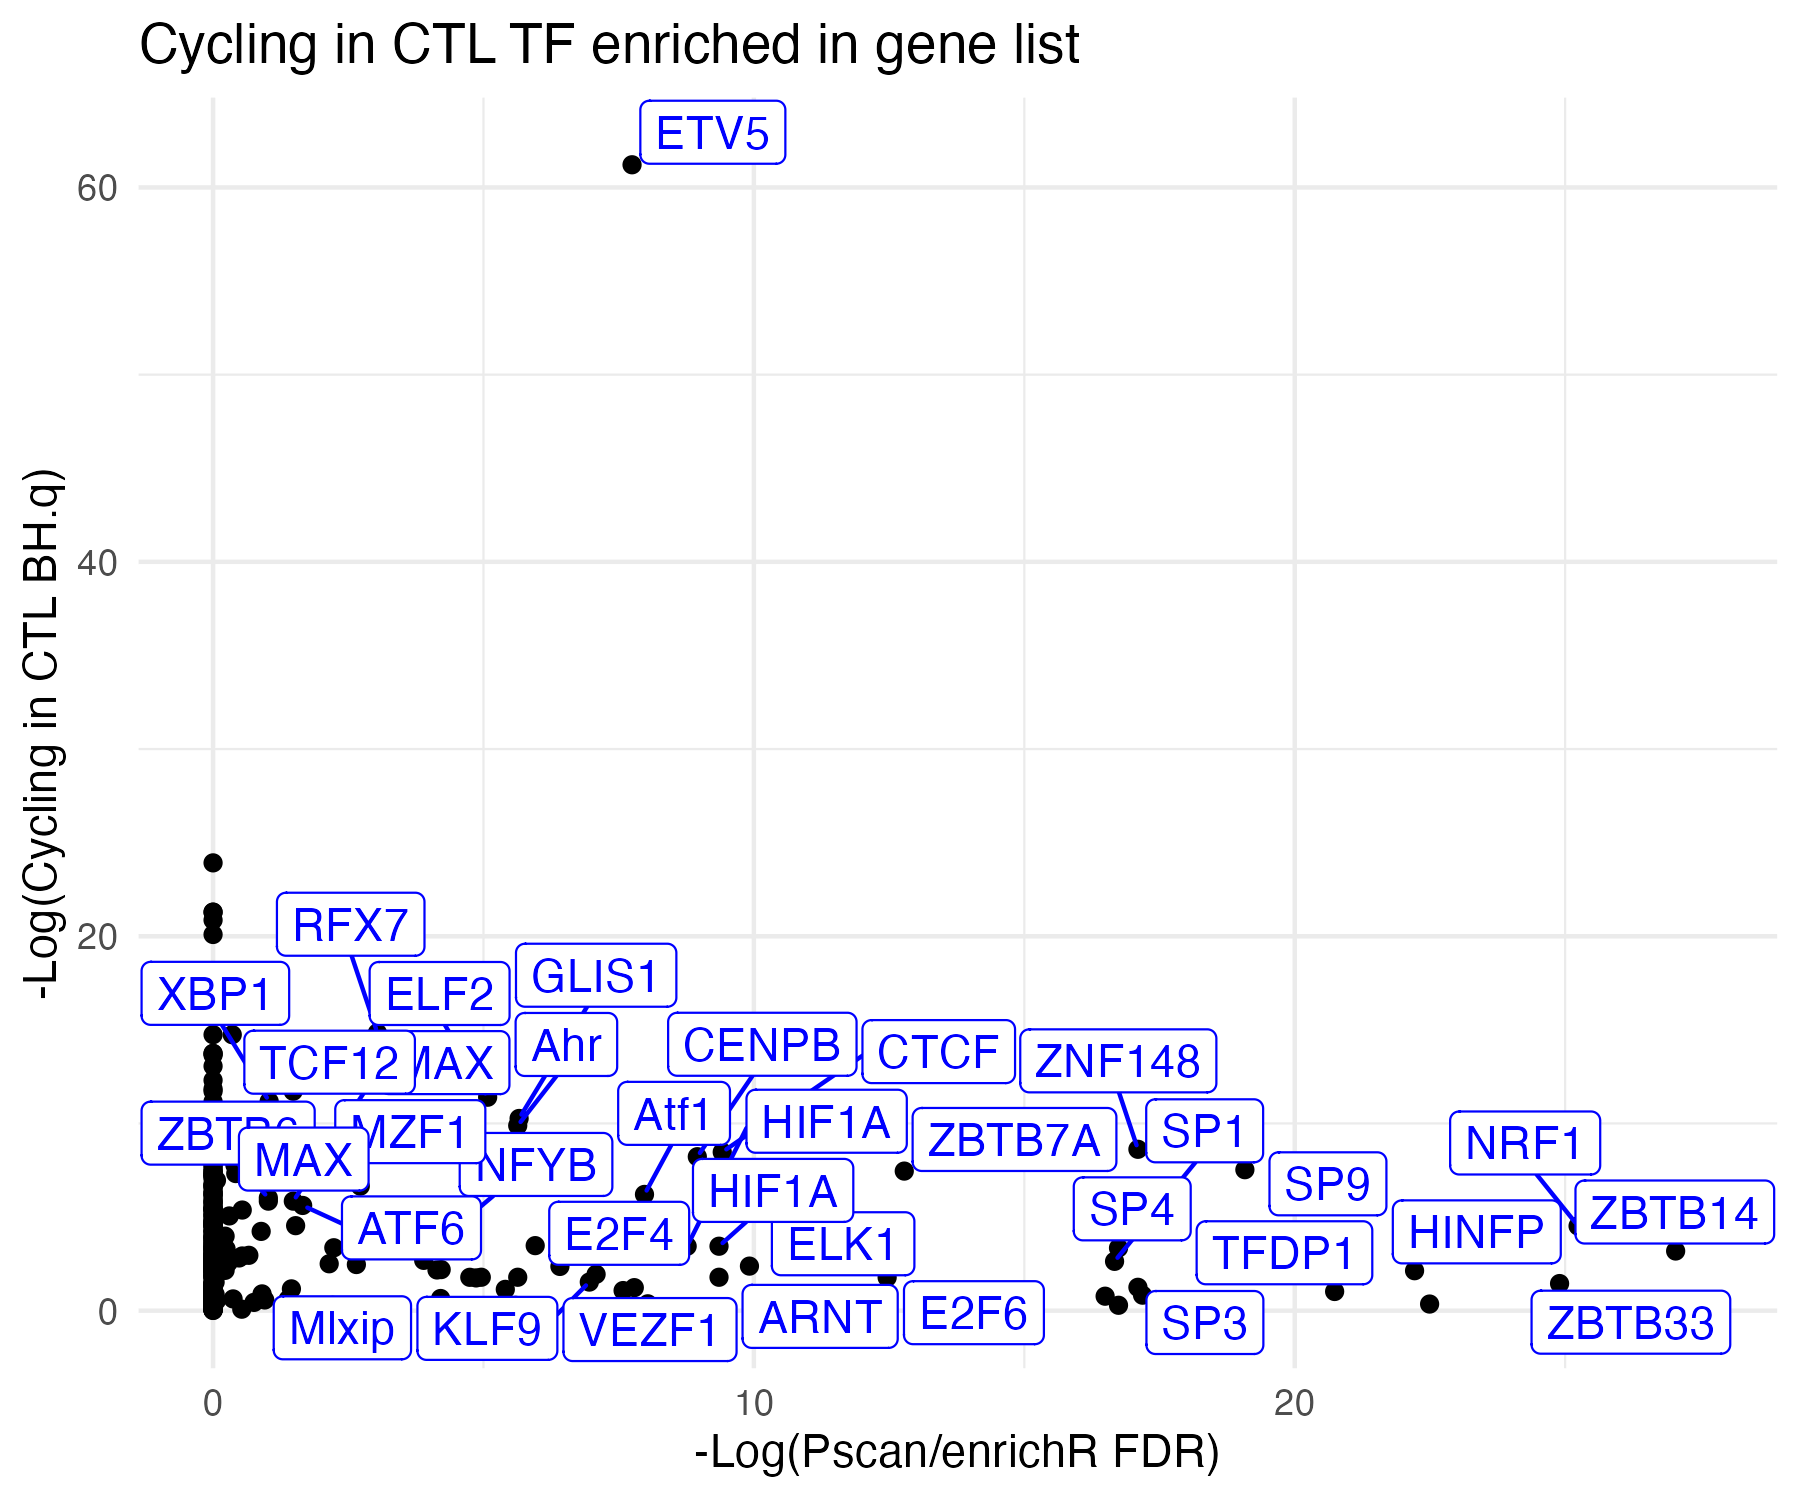 Cycling in CTL TF enriched in gene list
ETV5
60
40
20
0
-Log(Cycling in CTL BH.q)
RFX7
XBP1
ELF2
GLIS1
TCF12
MAX
Ahr
CENPB
CTCF
ZNF148
MZF1
MAX
NFYB
Atf1
HIF1A
ZBTB7A
SP1
NRF1
ATF6
E2F4
HIF1A
ELK1
SP4
SP9
TFDP1
HINFP
ZBTB14
Mlxip
KLF9
VEZF1
ARNT
E2F6
SP3
ZBTB33
0
10
20
-Log(Pscan/enrichR FDR)